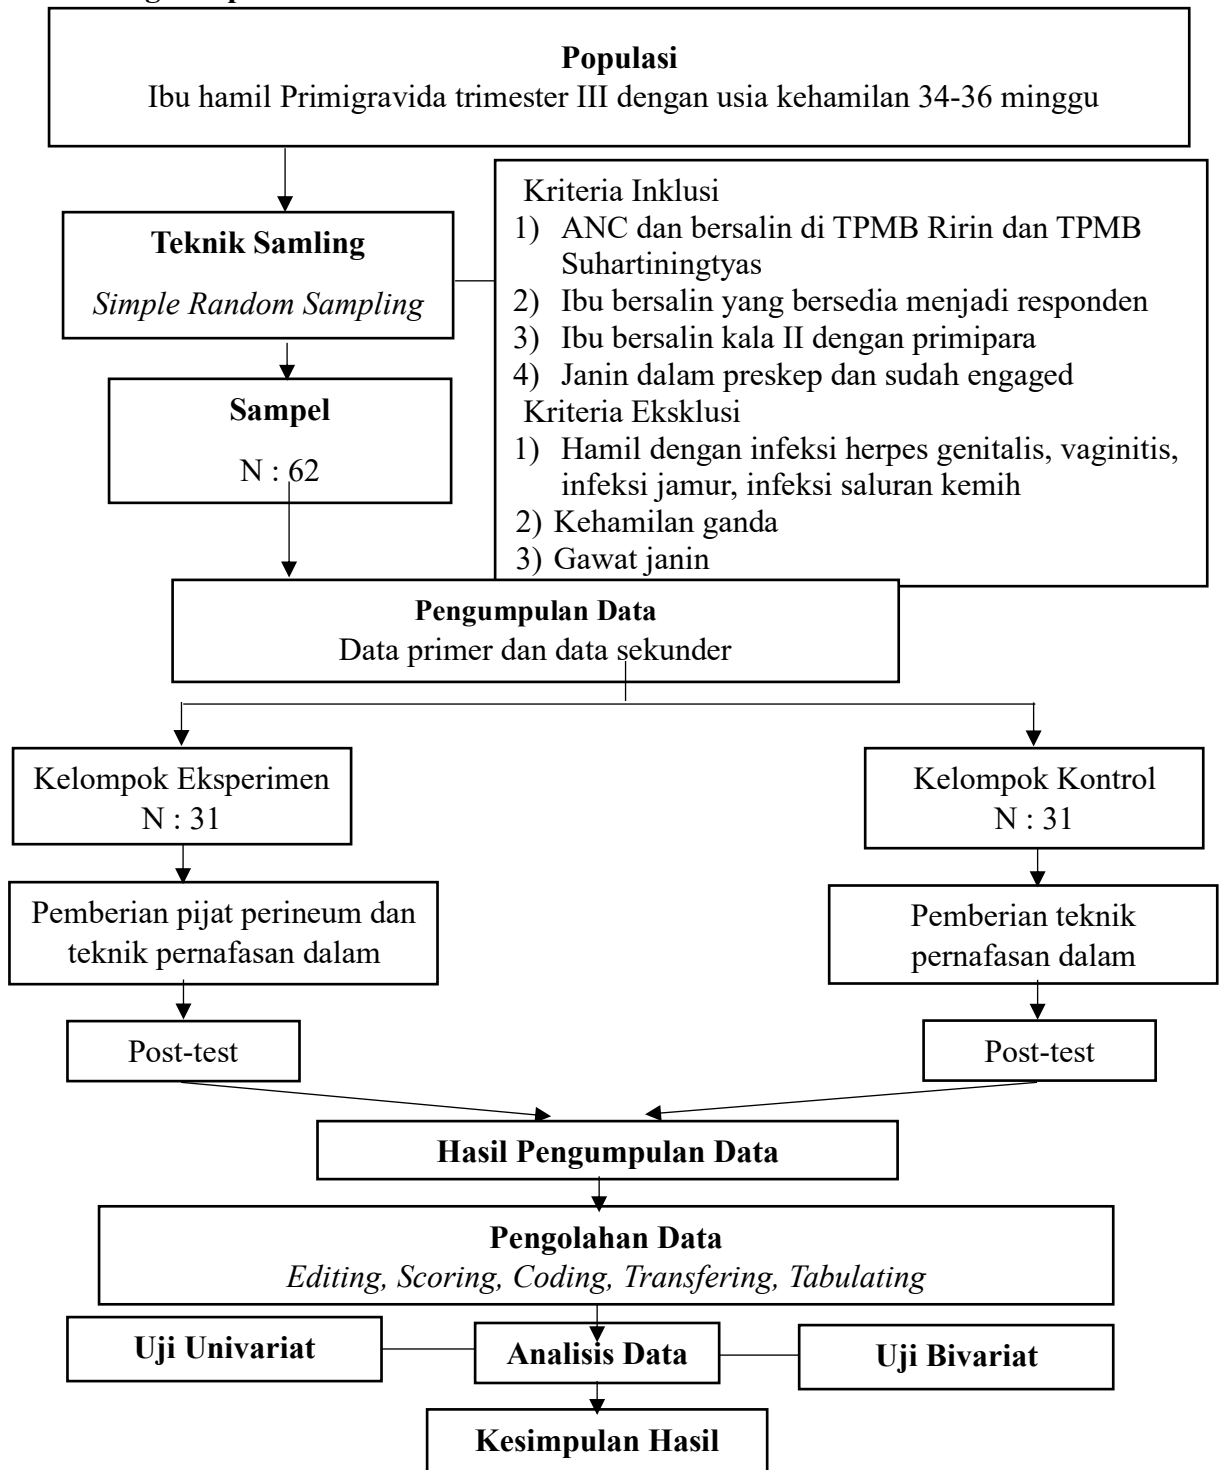 Populasi
Ibu hamil Primigravida trimester III dengan usia kehamilan 34-36 minggu
Teknik Samling
Simple Random Sampling
Kriteria Inklusi
1) ANC dan bersalin di TPMB Ririn dan TPMB
Suhartiningtyas
2) Ibu bersalin yang bersedia menjadi responden
3) Ibu bersalin kala II dengan primipara
4) Janin dalam preskep dan sudah engaged
Kriteria Eksklusi
1) Hamil dengan infeksi herpes genitalis, vaginitis,
infeksi jamur, infeksi saluran kemih
2) Kehamilan ganda
3) Gawat janin
Sampel
N : 62
Pengumpulan Data
Data primer dan data sekunder
Kelompok Eksperimen
N : 31
Kelompok Kontrol
N : 31
Pemberian pijat perineum dan
teknik pernafasan dalam
Pemberian teknik
pernafasan dalam
Post-test
Post-test
Hasil Pengumpulan Data
Pengolahan Data
Editing, Scoring, Coding, Transfering, Tabulating
Uji Univariat
Analisis Data
Uji Bivariat
Kesimpulan Hasil